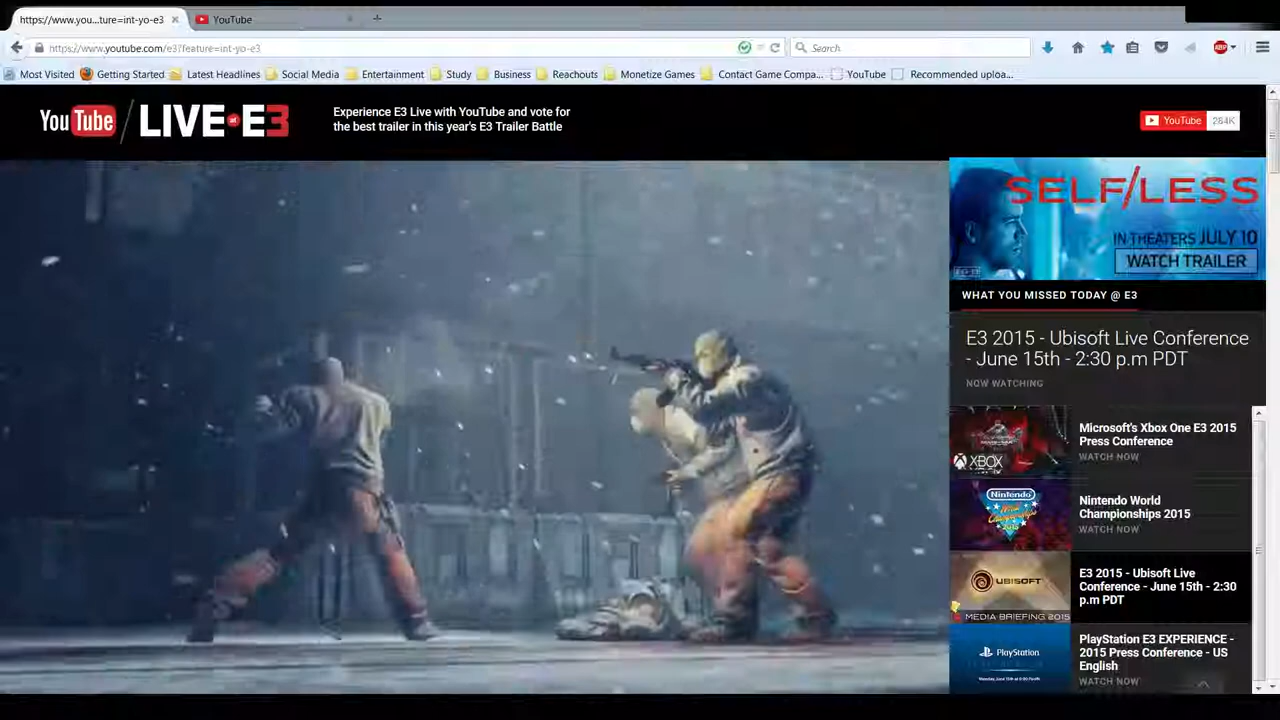 https://www.you...ture=int-yo-e3
YouTube
https://www.youtube.com/e3?feature=int-yo-e3
Search
Most Visited
Getting Started
Latest Headlines
Social Media
Entertainment
Study
Business
Reachouts
Monetize Games
Contact Game Compa...
YouTube
Recommended uploa...
YouTube / LIVE at E3
Experience E3 Live with YouTube and vote for
the best trailer in this year's E3 Trailer Battle
YouTube 284K
SELF/LESS
IN THEATERS JULY 10
WATCH TRAILER
WHAT YOU MISSED TODAY @ E3
E3 2015 - Ubisoft Live Conference
- June 15th - 2:30 p.m PDT
NOW WATCHING
XBOX
Microsoft's Xbox One E3 2015
Press Conference
WATCH NOW
Nintendo
World
Championships
2015
Nintendo World
Championships 2015
WATCH NOW
UBISOFT
MEDIA BRIEFING 2015
E3 2015 - Ubisoft Live
Conference - June 15th - 2:30
p.m PDT
PlayStation
PlayStation E3 EXPERIENCE -
2015 Press Conference - US
English
WATCH NOW
ABP